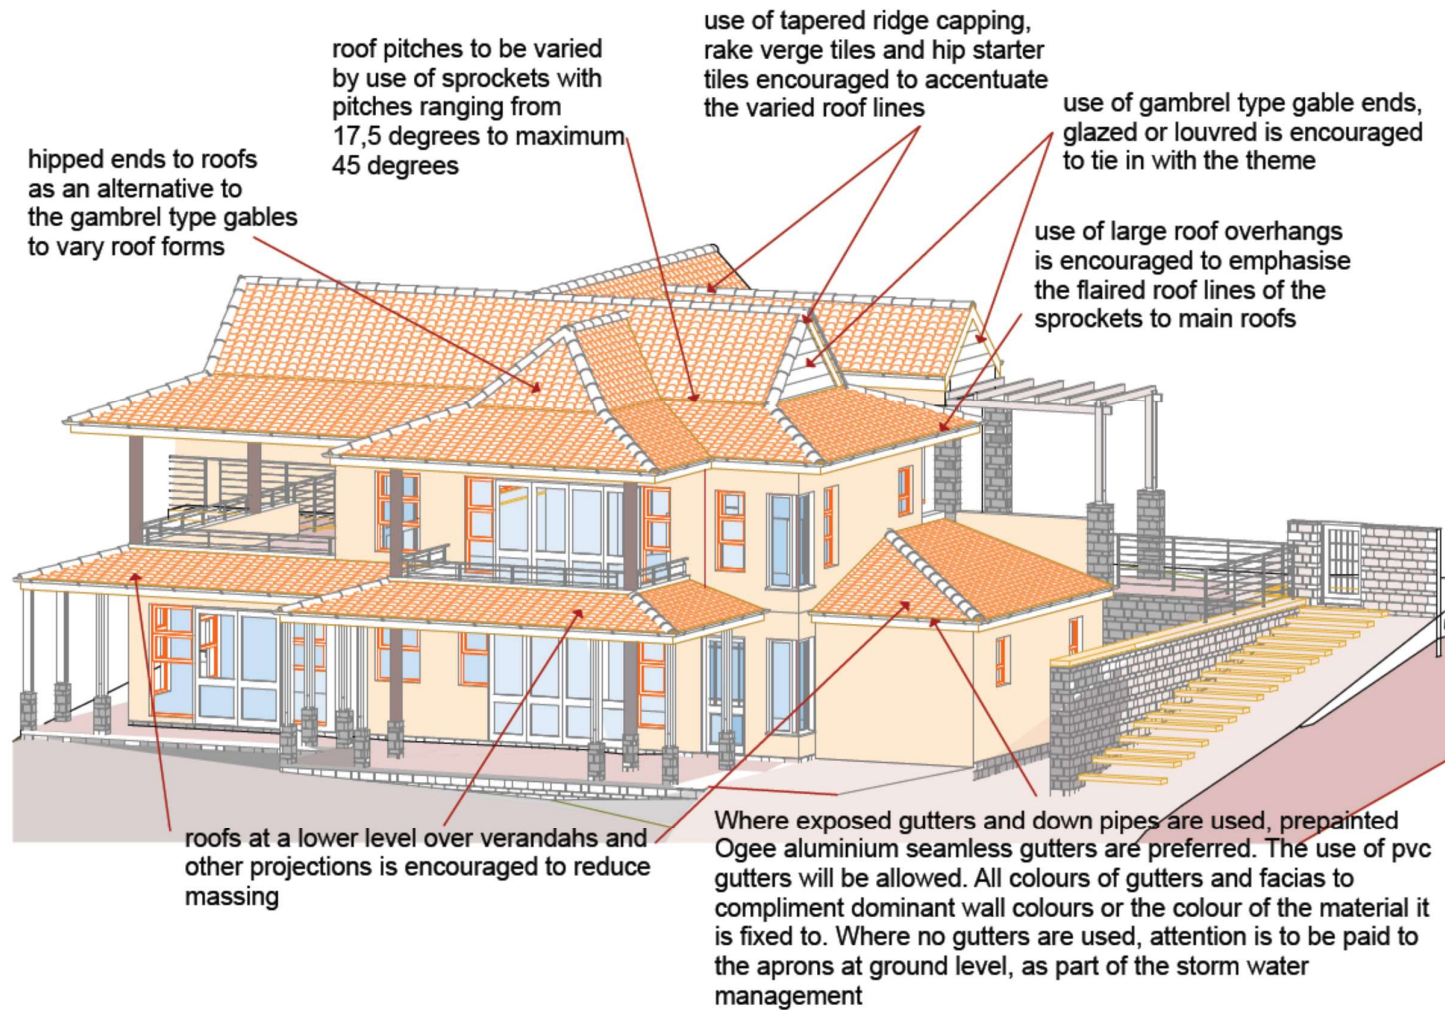 use of tapered ridge capping,
rake verge tiles and hip starter
tiles encouraged to accentuate
the varied roof lines
roof pitches to be varied
by use of sprockets with
pitches ranging from
17,5 degrees to maximum
45 degrees
use of gambrel type gable ends,
glazed or louvred is encouraged
to tie in with the theme
hipped ends to roofs
as an alternative to
the gambrel type gables
to vary roof forms
use of large roof overhangs
is encouraged to emphasise
the flaired roof lines of the
sprockets to main roofs
roofs at a lower level over verandahs and
other projections is encouraged to reduce
massing
Where exposed gutters and down pipes are used, prepainted
Ogee aluminium seamless gutters are preferred. The use of pvc
gutters will be allowed. All colours of gutters and facias to
compliment dominant wall colours or the colour of the material it
is fixed to. Where no gutters are used, attention is to be paid to
the aprons at ground level, as part of the storm water
management